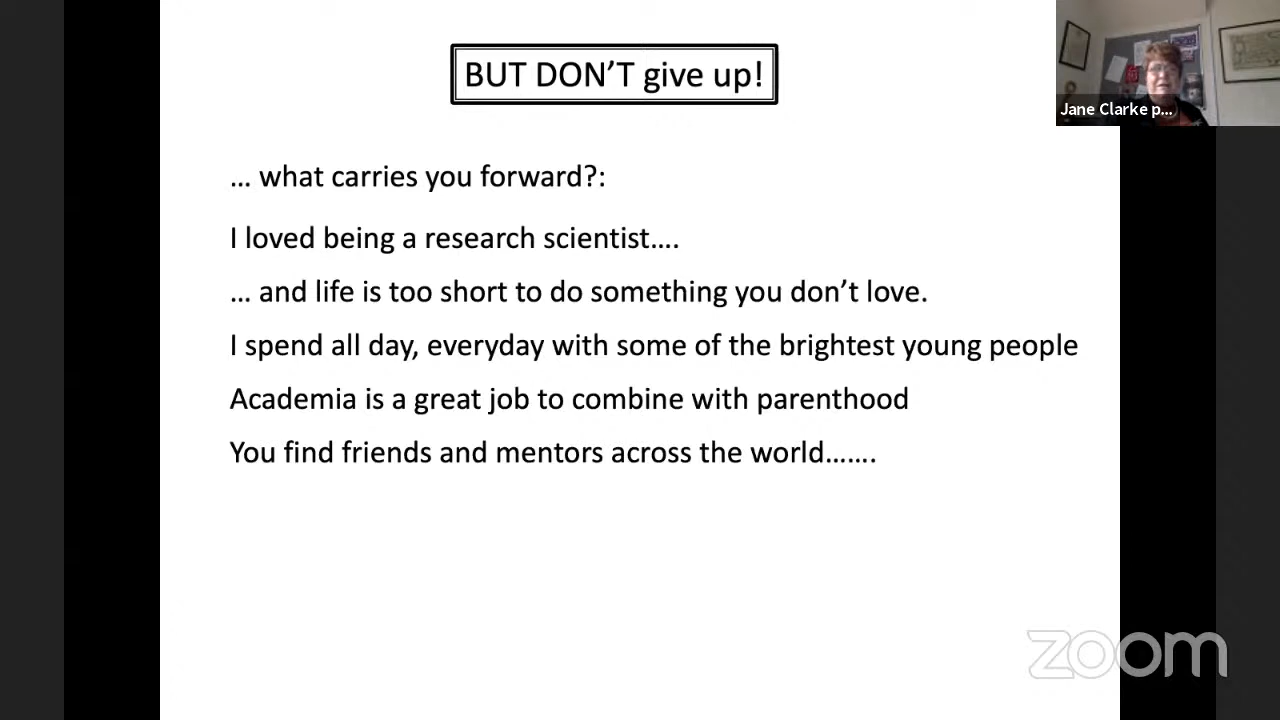 BUT DON’T give up!
Jane Clarke p...
... what carries you forward?:
I loved being a research scientist....
... and life is too short to do something you don’t love.
I spend all day, everyday with some of the brightest young people
Academia is a great job to combine with parenthood
You find friends and mentors across the world.......
zoom